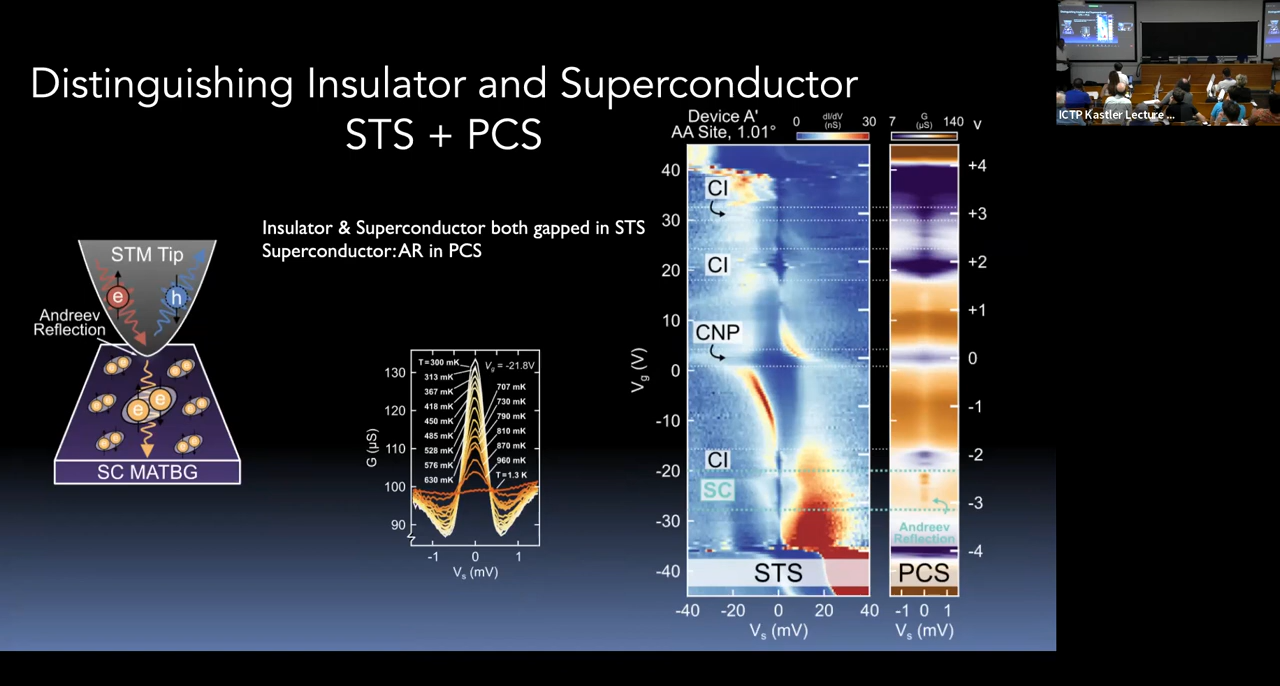 Distinguishing Insulator and Superconductor
STS + PCS
Insulator & Superconductor both gapped in STS
Superconductor: AR in PCS
STM Tip
e
h
Andreev
Reflection
e
e
SC MATBG
G (µS)
130
120
110
100
90
T=300 mK
313 mK
367 mK
418 mK
450 mK
485 mK
528 mK
576 mK
630 mK
Vg = -21.8V
707 mK
730 mK
790 mK
810 mK
870 mK
960 mK
T=1.3 K
-1 0 1
Vs (mV)
Device A'
AA Site, 1.01°
0 dI/dV (nS) 30
7 G (µS) 140
ν
Vg (V)
40
30
20
10
0
-10
-20
-30
-40
CI
CI
CNP
CI
SC
STS
-40 -20 0 20 40
Vs (mV)
+4
+3
+2
+1
0
-1
-2
-3
-4
Andreev
Reflection
PCS
-1 0 1
Vs (mV)
ICTP Kastler Lecture ...